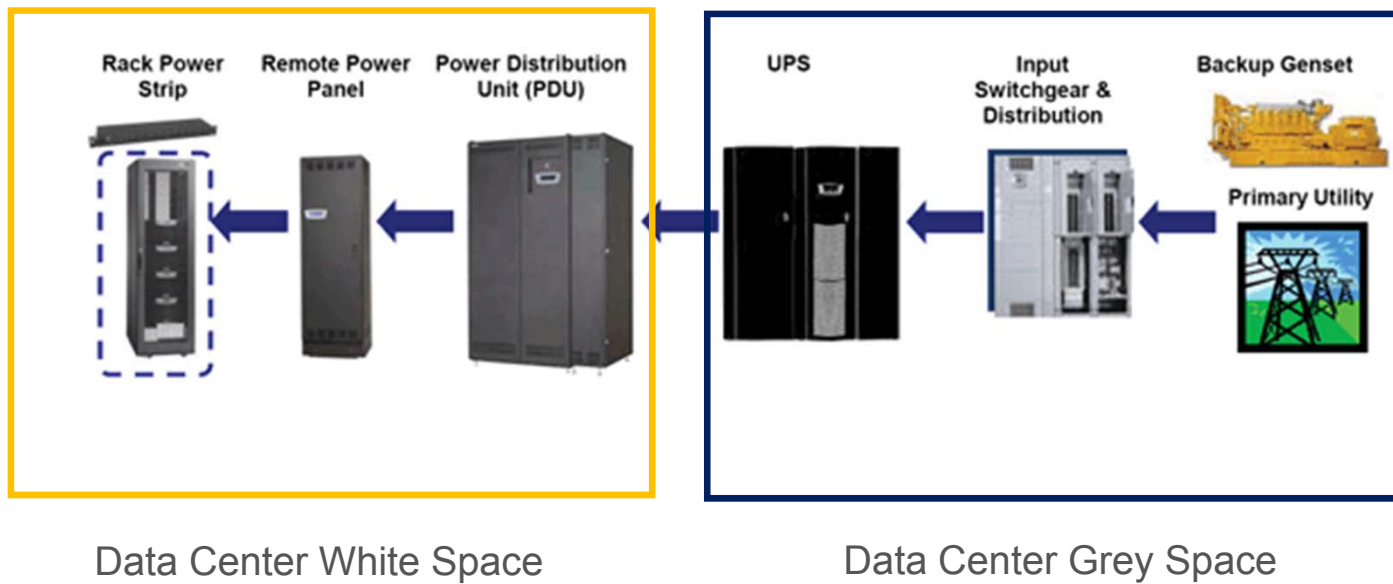 Rack Power
Strip
Remote Power
Panel
Power Distribution
Unit (PDU)
UPS
Input
Switchgear &
Distribution
Backup Genset
Primary Utility
Data Center White Space
Data Center Grey Space